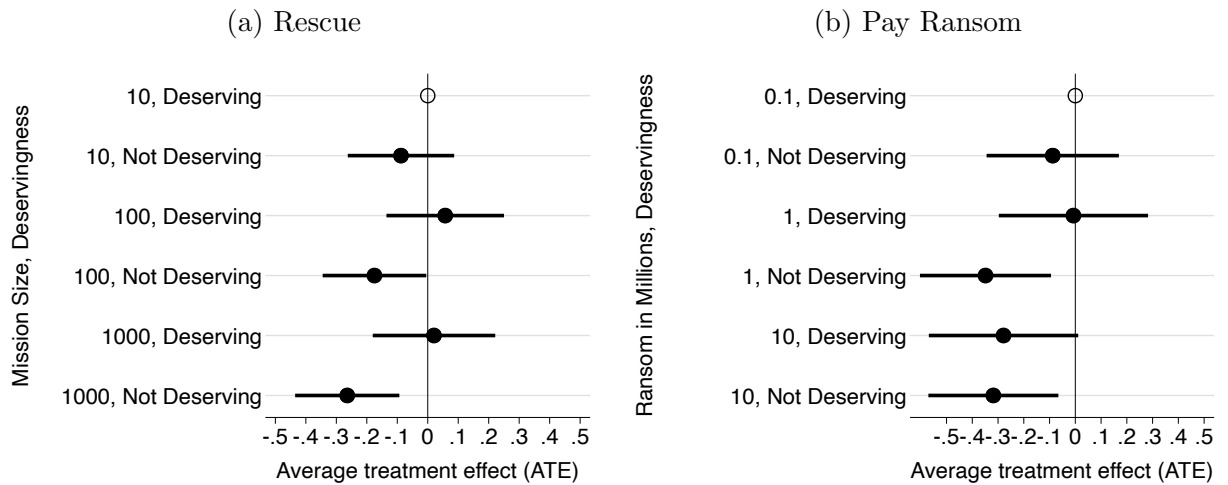 (a) Rescue
Mission Size, Deservingness
10, Deserving
10, Not Deserving
100, Deserving
100, Not Deserving
1000, Deserving
1000, Not Deserving
-.5 -.4 -.3 -.2 -.1 0 .1 .2 .3 .4 .5
Average treatment effect (ATE)
(b) Pay Ransom
Ransom in Millions, Deservingness
0.1, Deserving
0.1, Not Deserving
1, Deserving
1, Not Deserving
10, Deserving
10, Not Deserving
-.5 -.4 -.3 -.2 -.1 0 .1 .2 .3 .4 .5
Average treatment effect (ATE)